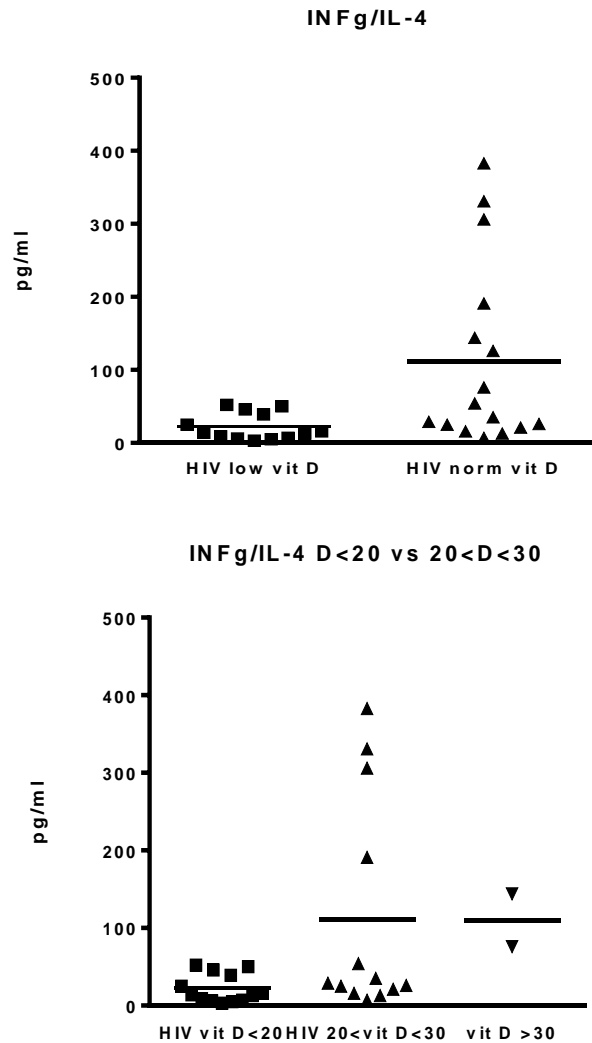 INFg/IL-4
500
400
300
200
100
0
pg/ml
HIV low vit D HIV norm vit D
INFg/IL-4 D<20 vs 20<D<30
500
400
300
200
100
0
pg/ml
HIV vit D<20 HIV 20<vit D<30 vit D >30